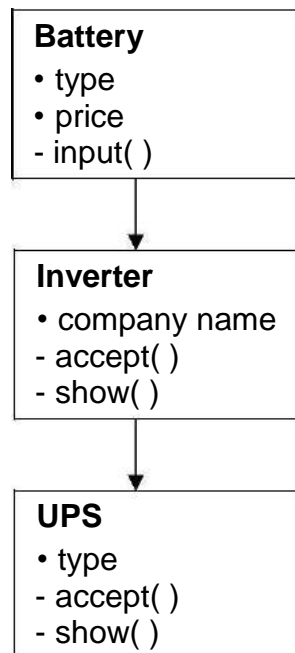 Battery
• type
• price
- input( )
Inverter
• company name
- accept( )
- show( )
UPS
• type
- accept( )
- show( )